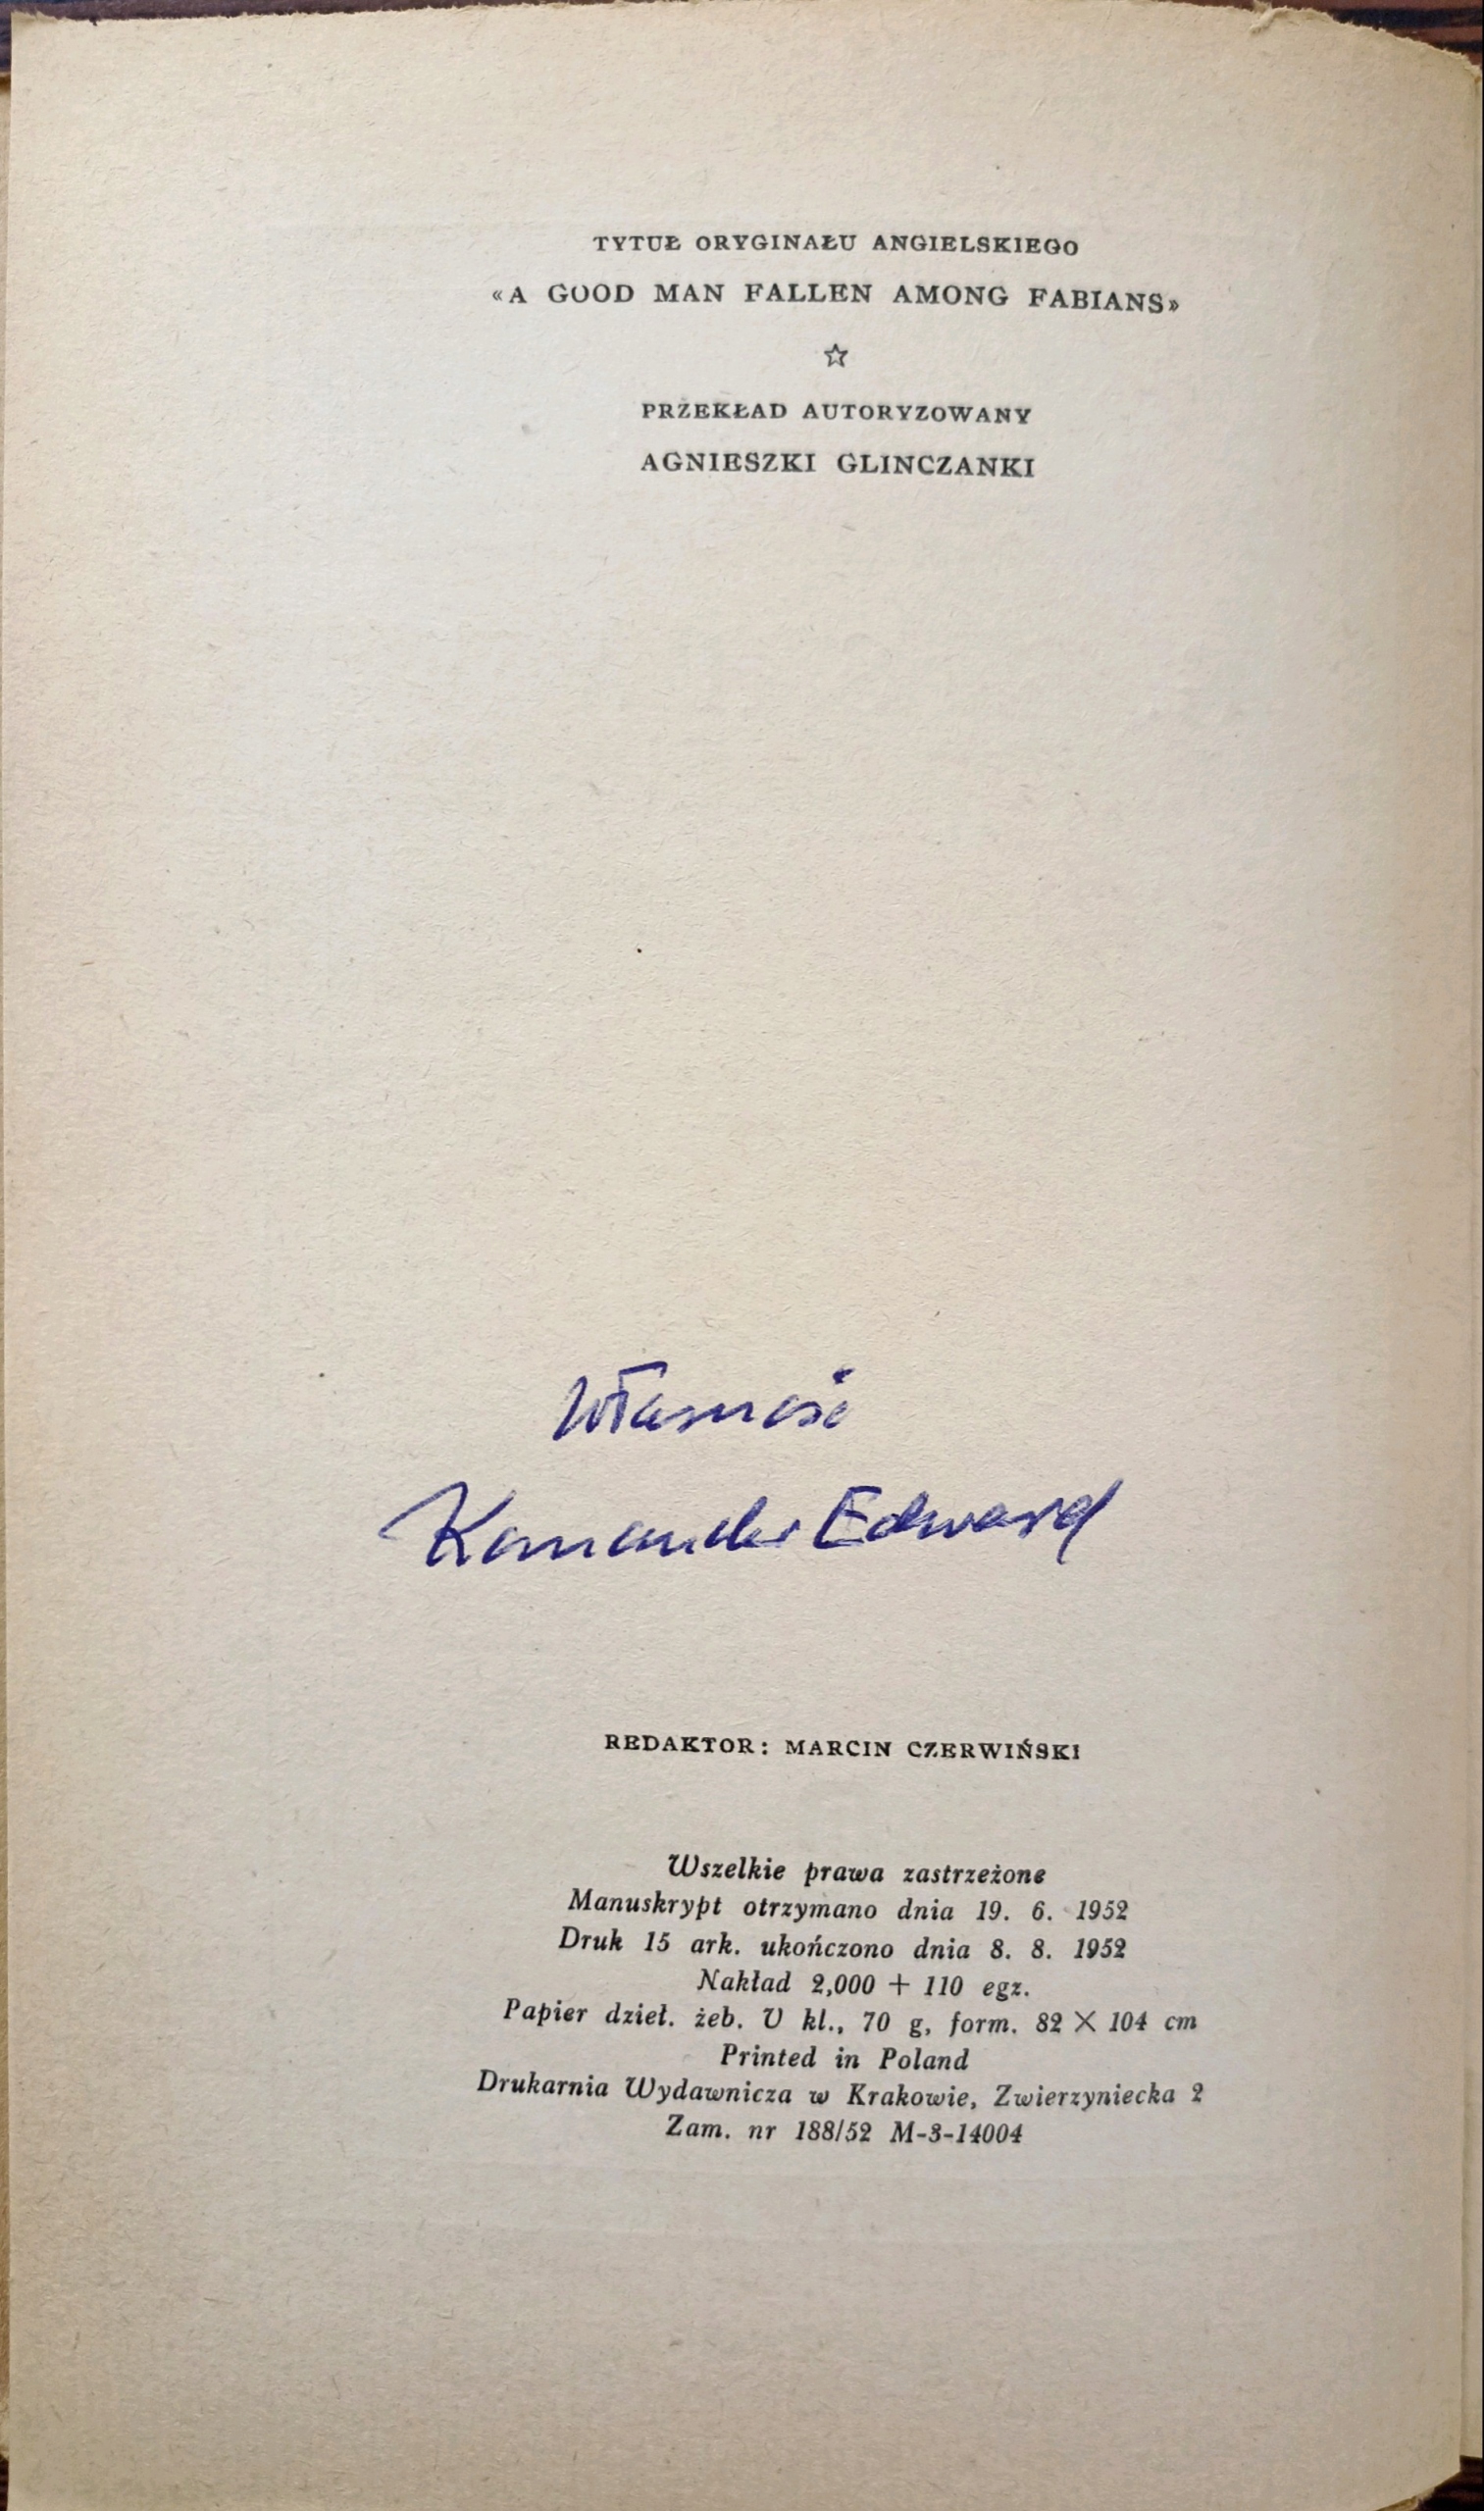 TYTUŁ ORYGINAŁU ANGIELSKIEGO
«A GOOD MAN FALLEN AMONG FABIANS»
☆
PRZEKŁAD AUTORYZOWANY
AGNIESZKI GLINCZANKI
Własność
Edward
REDAKTOR: MARCIN CZERWIŃSKI
Wszelkie prawa zastrzeżone
Manuskrypt otrzymano dnia 19. 6. 1952
Druk 15 ark. ukończono dnia 8. 8. 1952
Nakład 2,000 + 110 egz.
Papier dzieł. żeb. V kl., 70 g, form. 82 × 104 cm
Printed in Poland
Drukarnia Wydawnicza w Krakowie, Zwierzyniecka 2
Zam. nr 188/52 M-3-14004